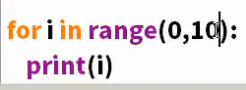 for i in range(0,10):
print(i)